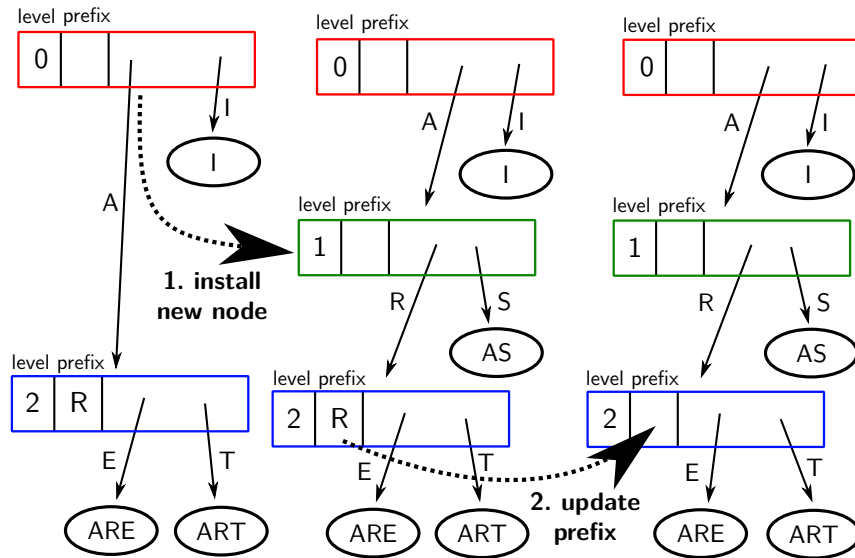 level prefix
0
I
I
A
level prefix
2 R
E T
ARE ART
1. install
new node
level prefix
0
A I
I
level prefix
1
R S
AS
level prefix
2 R
E T
ARE ART
2. update
prefix
level prefix
0
A I
I
level prefix
1
R S
AS
level prefix
2
E T
ARE ART